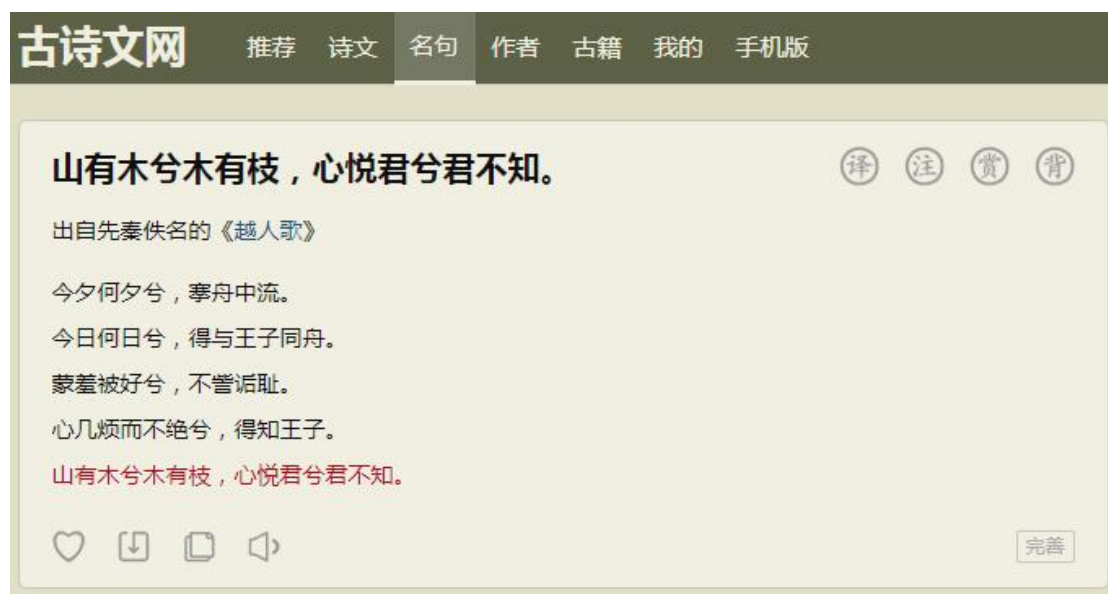 古诗文网 推荐 诗文 名句 作者 古籍 我的 手机版
山有木兮木有枝，心悦君兮君不知。 译 注 赏 背
出自先秦佚名的《越人歌》
今夕何夕兮，搴舟中流。
今日何日兮，得与王子同舟。
蒙羞被好兮，不訾诟耻。
心几烦而不绝兮，得知王子。
山有木兮木有枝，心悦君兮君不知。
完善